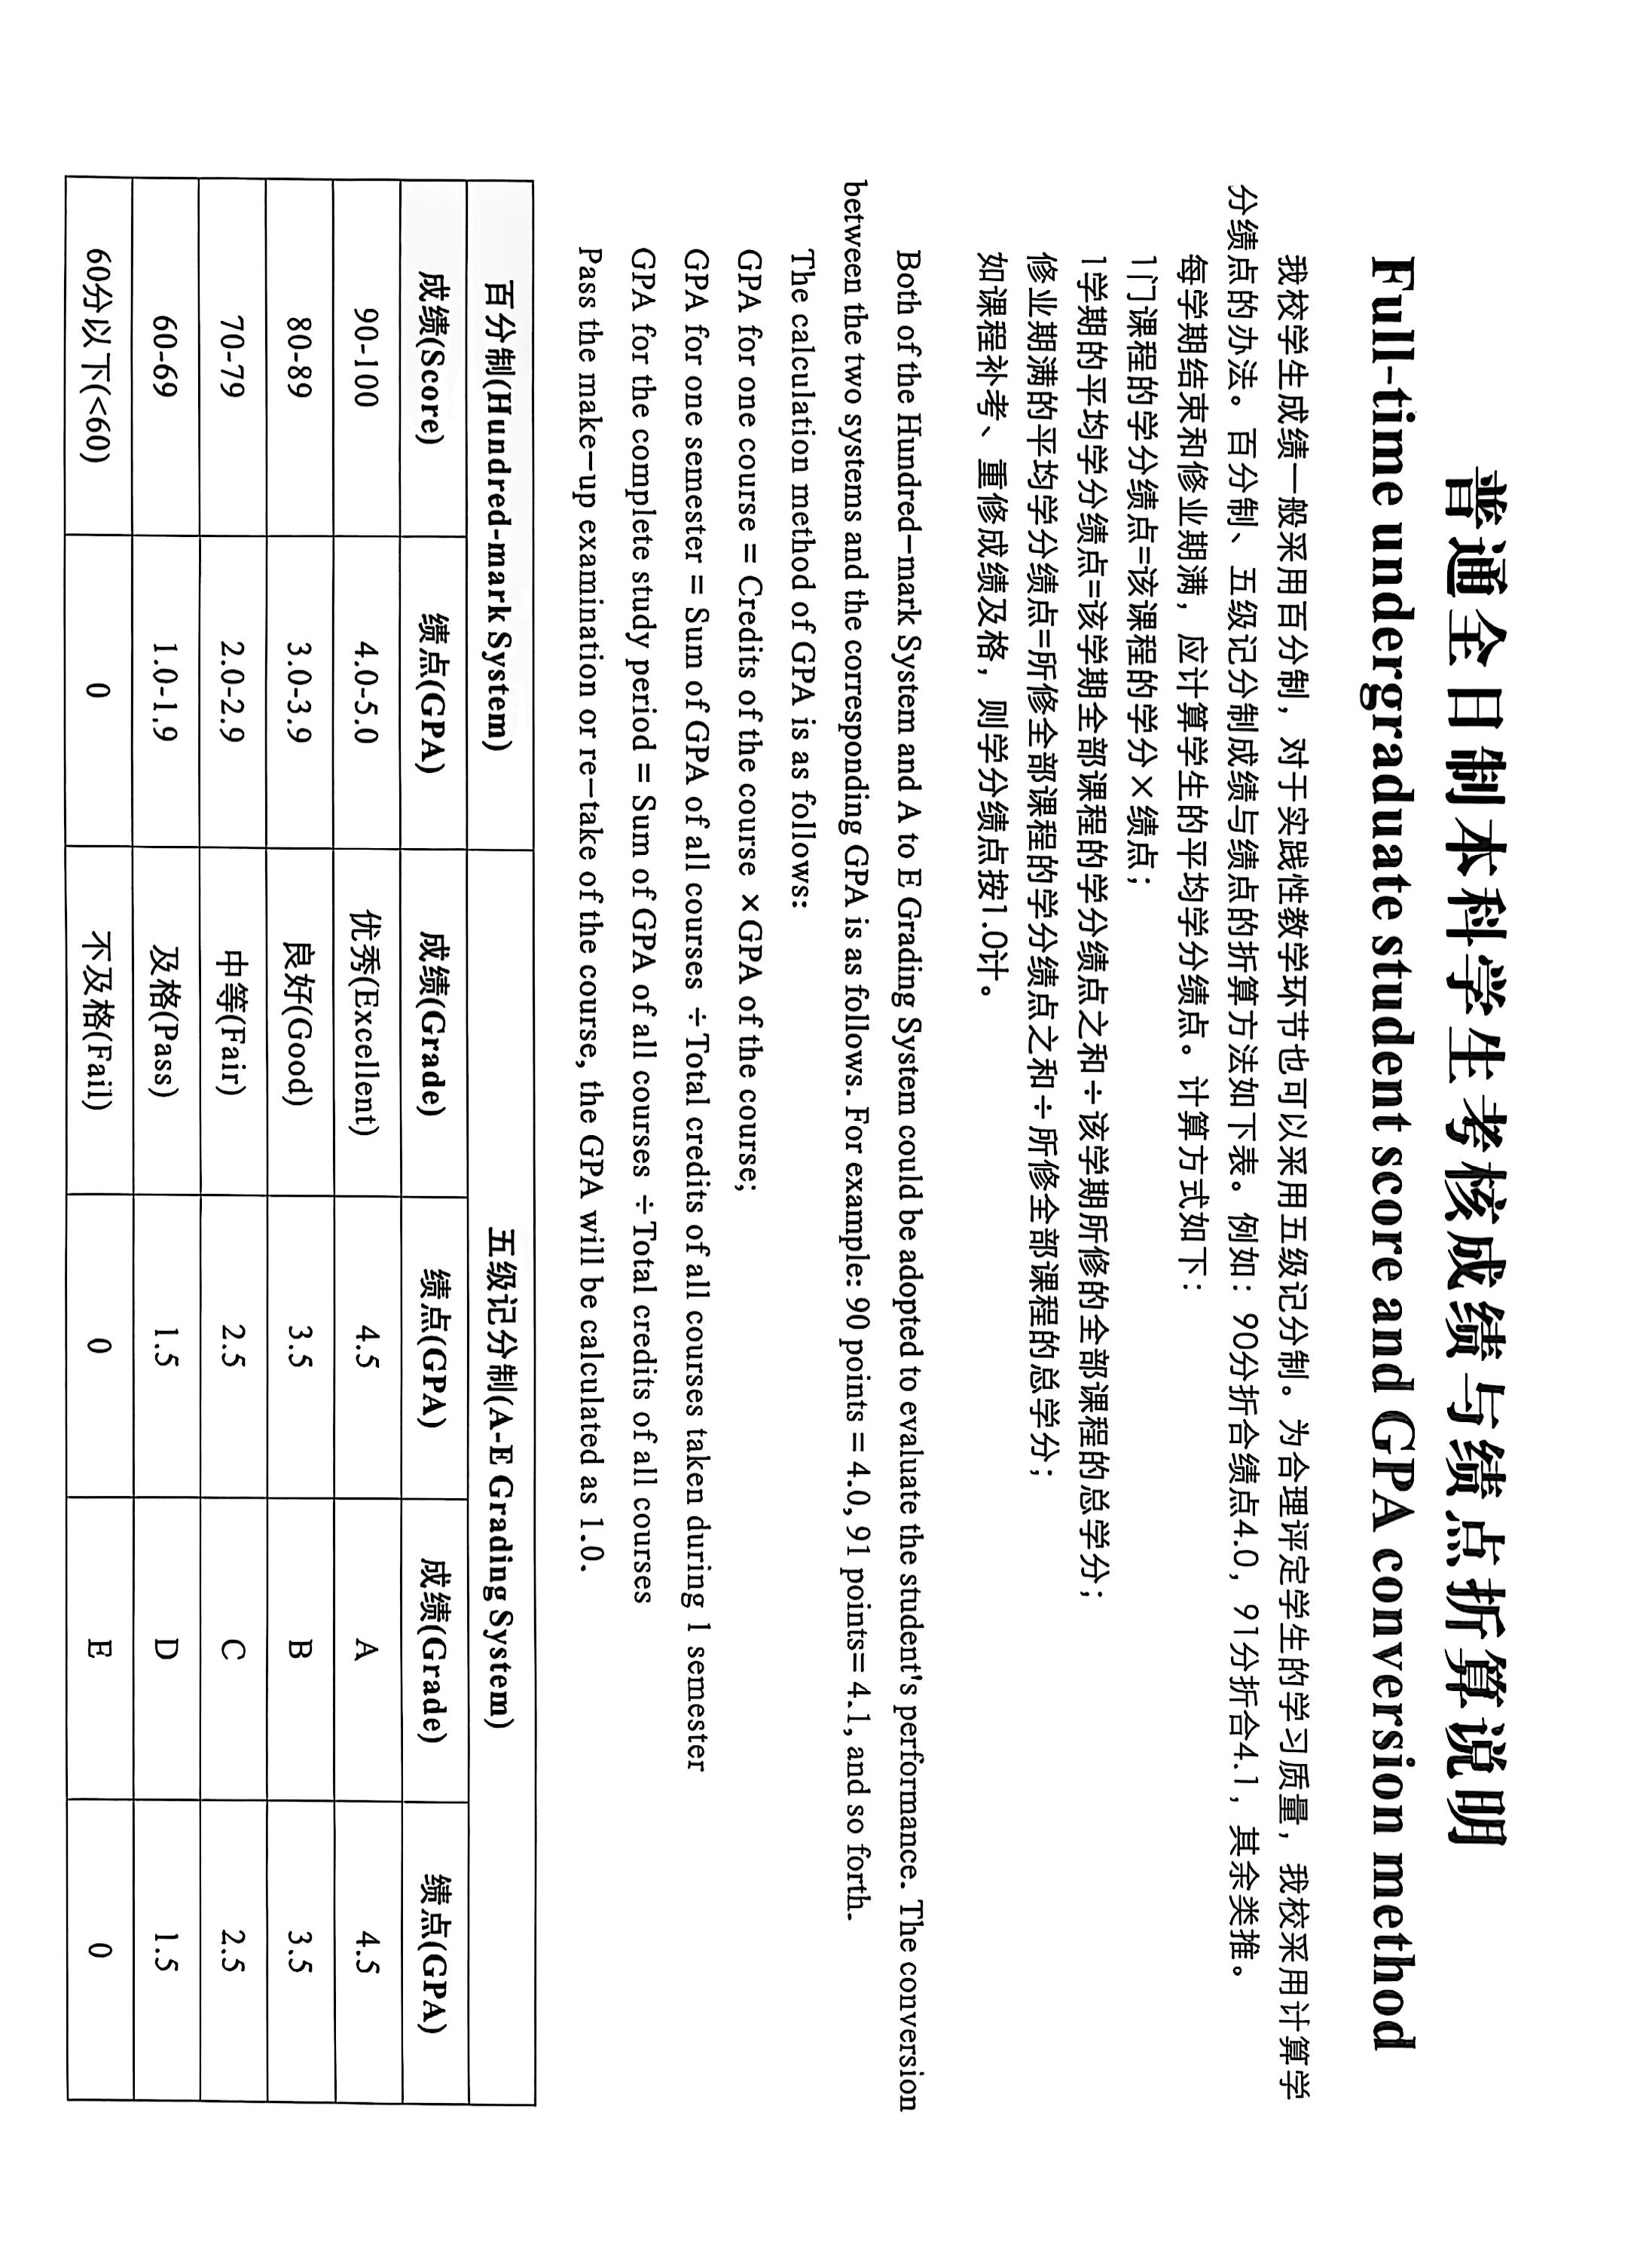 普通全日制本科学生考核成绩与绩点折算说明
Full-time undergraduate student score and GPA conversion method
我校学生成绩一般采用百分制，对于实践性教学环节也可以采用五级记分制。为合理评定学生的学习质量，我校采用计算学
分绩点的办法。百分制、五级记分制成绩与绩点的折算方法如下表。例如：90分折合绩点4.0，91分折合4.1，其余类推。
每学期结束和修业期满，应计算学生的平均学分绩点。计算方式如下：
1门课程的学分绩点=该课程的学分×绩点；
1学期的平均学分绩点=该学期全部课程的学分绩点之和÷该学期所修的全部课程的总学分；
修业期满的平均学分绩点=所修全部课程的学分绩点之和÷所修全部课程的总学分；
如课程补考、重修成绩及格，则学分绩点按1.0计。
Both of the Hundred-mark System and A to E Grading System could be adopted to evaluate the student's performance. The conversion
between the two systems and the corresponding GPA is as follows. For example: 90 points = 4.0, 91 points= 4.1, and so forth.
The calculation method of GPA is as follows:
GPA for one course = Credits of the course ×GPA of the course;
GPA for one semester = Sum of GPA of all courses ÷Total credits of all courses taken during 1 semester
GPA for the complete study period = Sum of GPA of all courses ÷Total credits of all courses
Pass the make-up examination or re-take of the course, the GPA will be calculated as 1.0.
百分制(Hundred-mark System) 五级记分制(A-E Grading System)
成绩(Score) 绩点(GPA) 成绩(Grade) 绩点(GPA) 成绩(Grade) 绩点(GPA)
90-100 4.0-5.0 优秀(Excellent) 4.5 A 4.5
80-89 3.0-3.9 良好(Good) 3.5 B 3.5
70-79 2.0-2.9 中等(Fair) 2.5 C 2.5
60-69 1.0-1.9 及格(Pass) 1.5 D 1.5
60分以下(<60) 0 不及格(Fail) 0 E 0